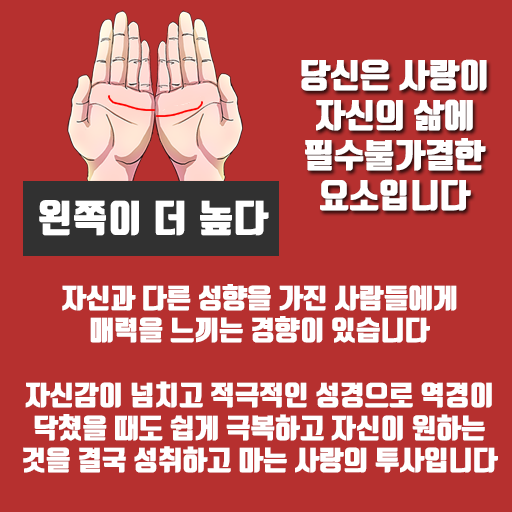 당신은 사랑이
자신의 삶에
필수불가결한
요소입니다
왼쪽이 더 높다
자신과 다른 성향을 가진 사람들에게
매력을 느끼는 경향이 있습니다
자신감이 넘치고 적극적인 성경으로 역경이
닥쳤을 때도 쉽게 극복하고 자신이 원하는
것을 결국 성취하고 마는 사랑의 투사입니다